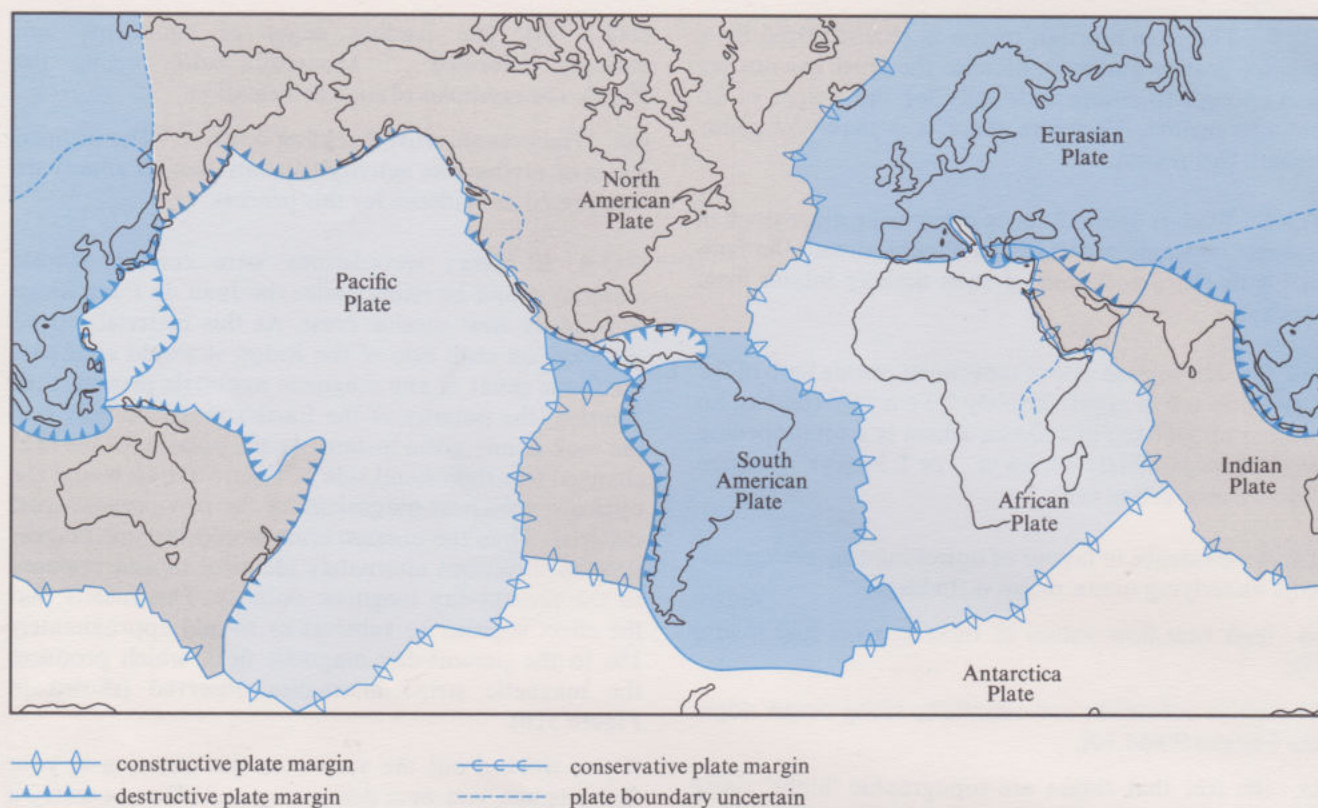 Eurasian
Plate
North
American
Plate
Pacific
Plate
South
American
Plate
African
Plate
Indian
Plate
Antarctica
Plate
constructive plate margin
conservative plate margin
destructive plate margin
plate boundary uncertain